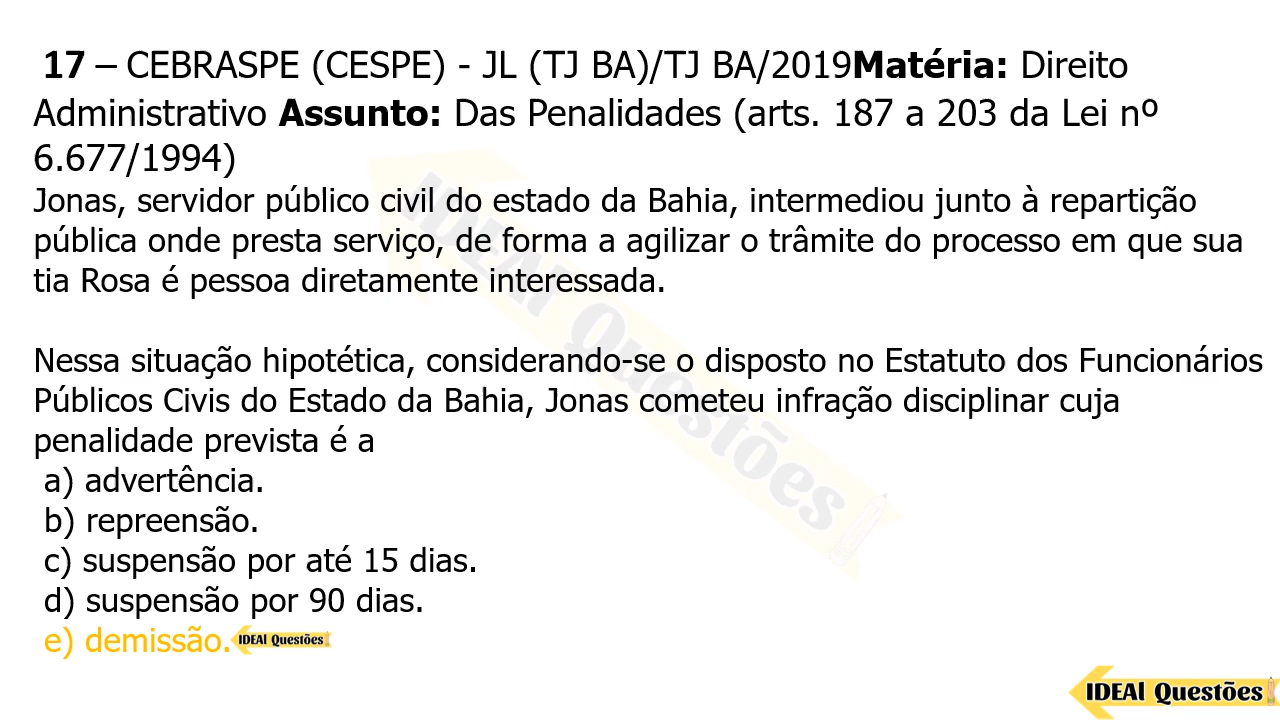 17 – CEBRASPE (CESPE) - JL (TJ BA)/TJ BA/2019Matéria: Direito
Administrativo Assunto: Das Penalidades (arts. 187 a 203 da Lei nº
6.677/1994)
Jonas, servidor público civil do estado da Bahia, intermediou junto à repartição
pública onde presta serviço, de forma a agilizar o trâmite do processo em que sua
tia Rosa é pessoa diretamente interessada.
Nessa situação hipotética, considerando-se o disposto no Estatuto dos Funcionários
Públicos Civis do Estado da Bahia, Jonas cometeu infração disciplinar cuja
penalidade prevista é a
a) advertência.
b) repreensão.
c) suspensão por até 15 dias.
d) suspensão por 90 dias.
e) demissão. IDEAl Questões
IDEAl Questões
IDEAl Questões